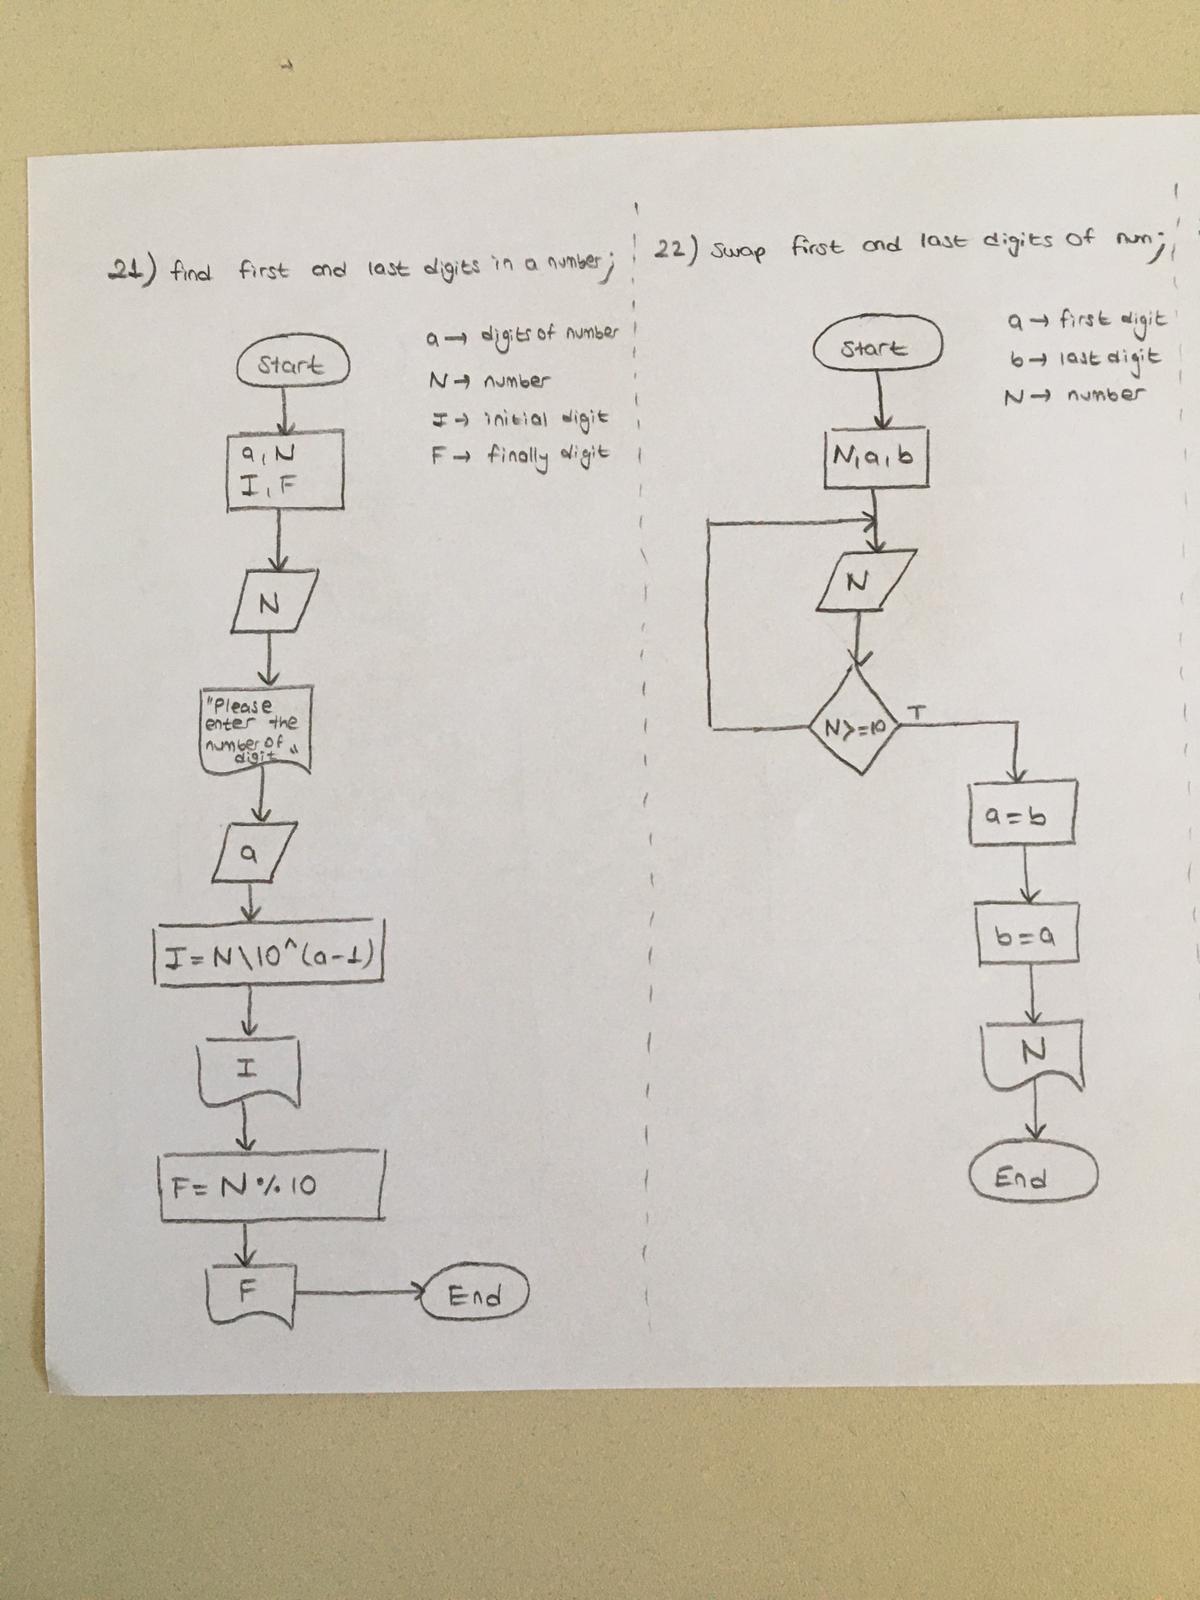 21) find first and last digits in a number;
a → digits of number
N → number
I → initial digit
F → finally digit
Start
a, N
I, F
N
"Please
enter the
number of
digit"
a
I = N\10^(a-1)
I
F = N % 10
F
End
22) swap first and last digits of num;
a → first digit
b → last digit
N → number
Start
N, a, b
N
N>=10
T
a = b
b = a
N
End